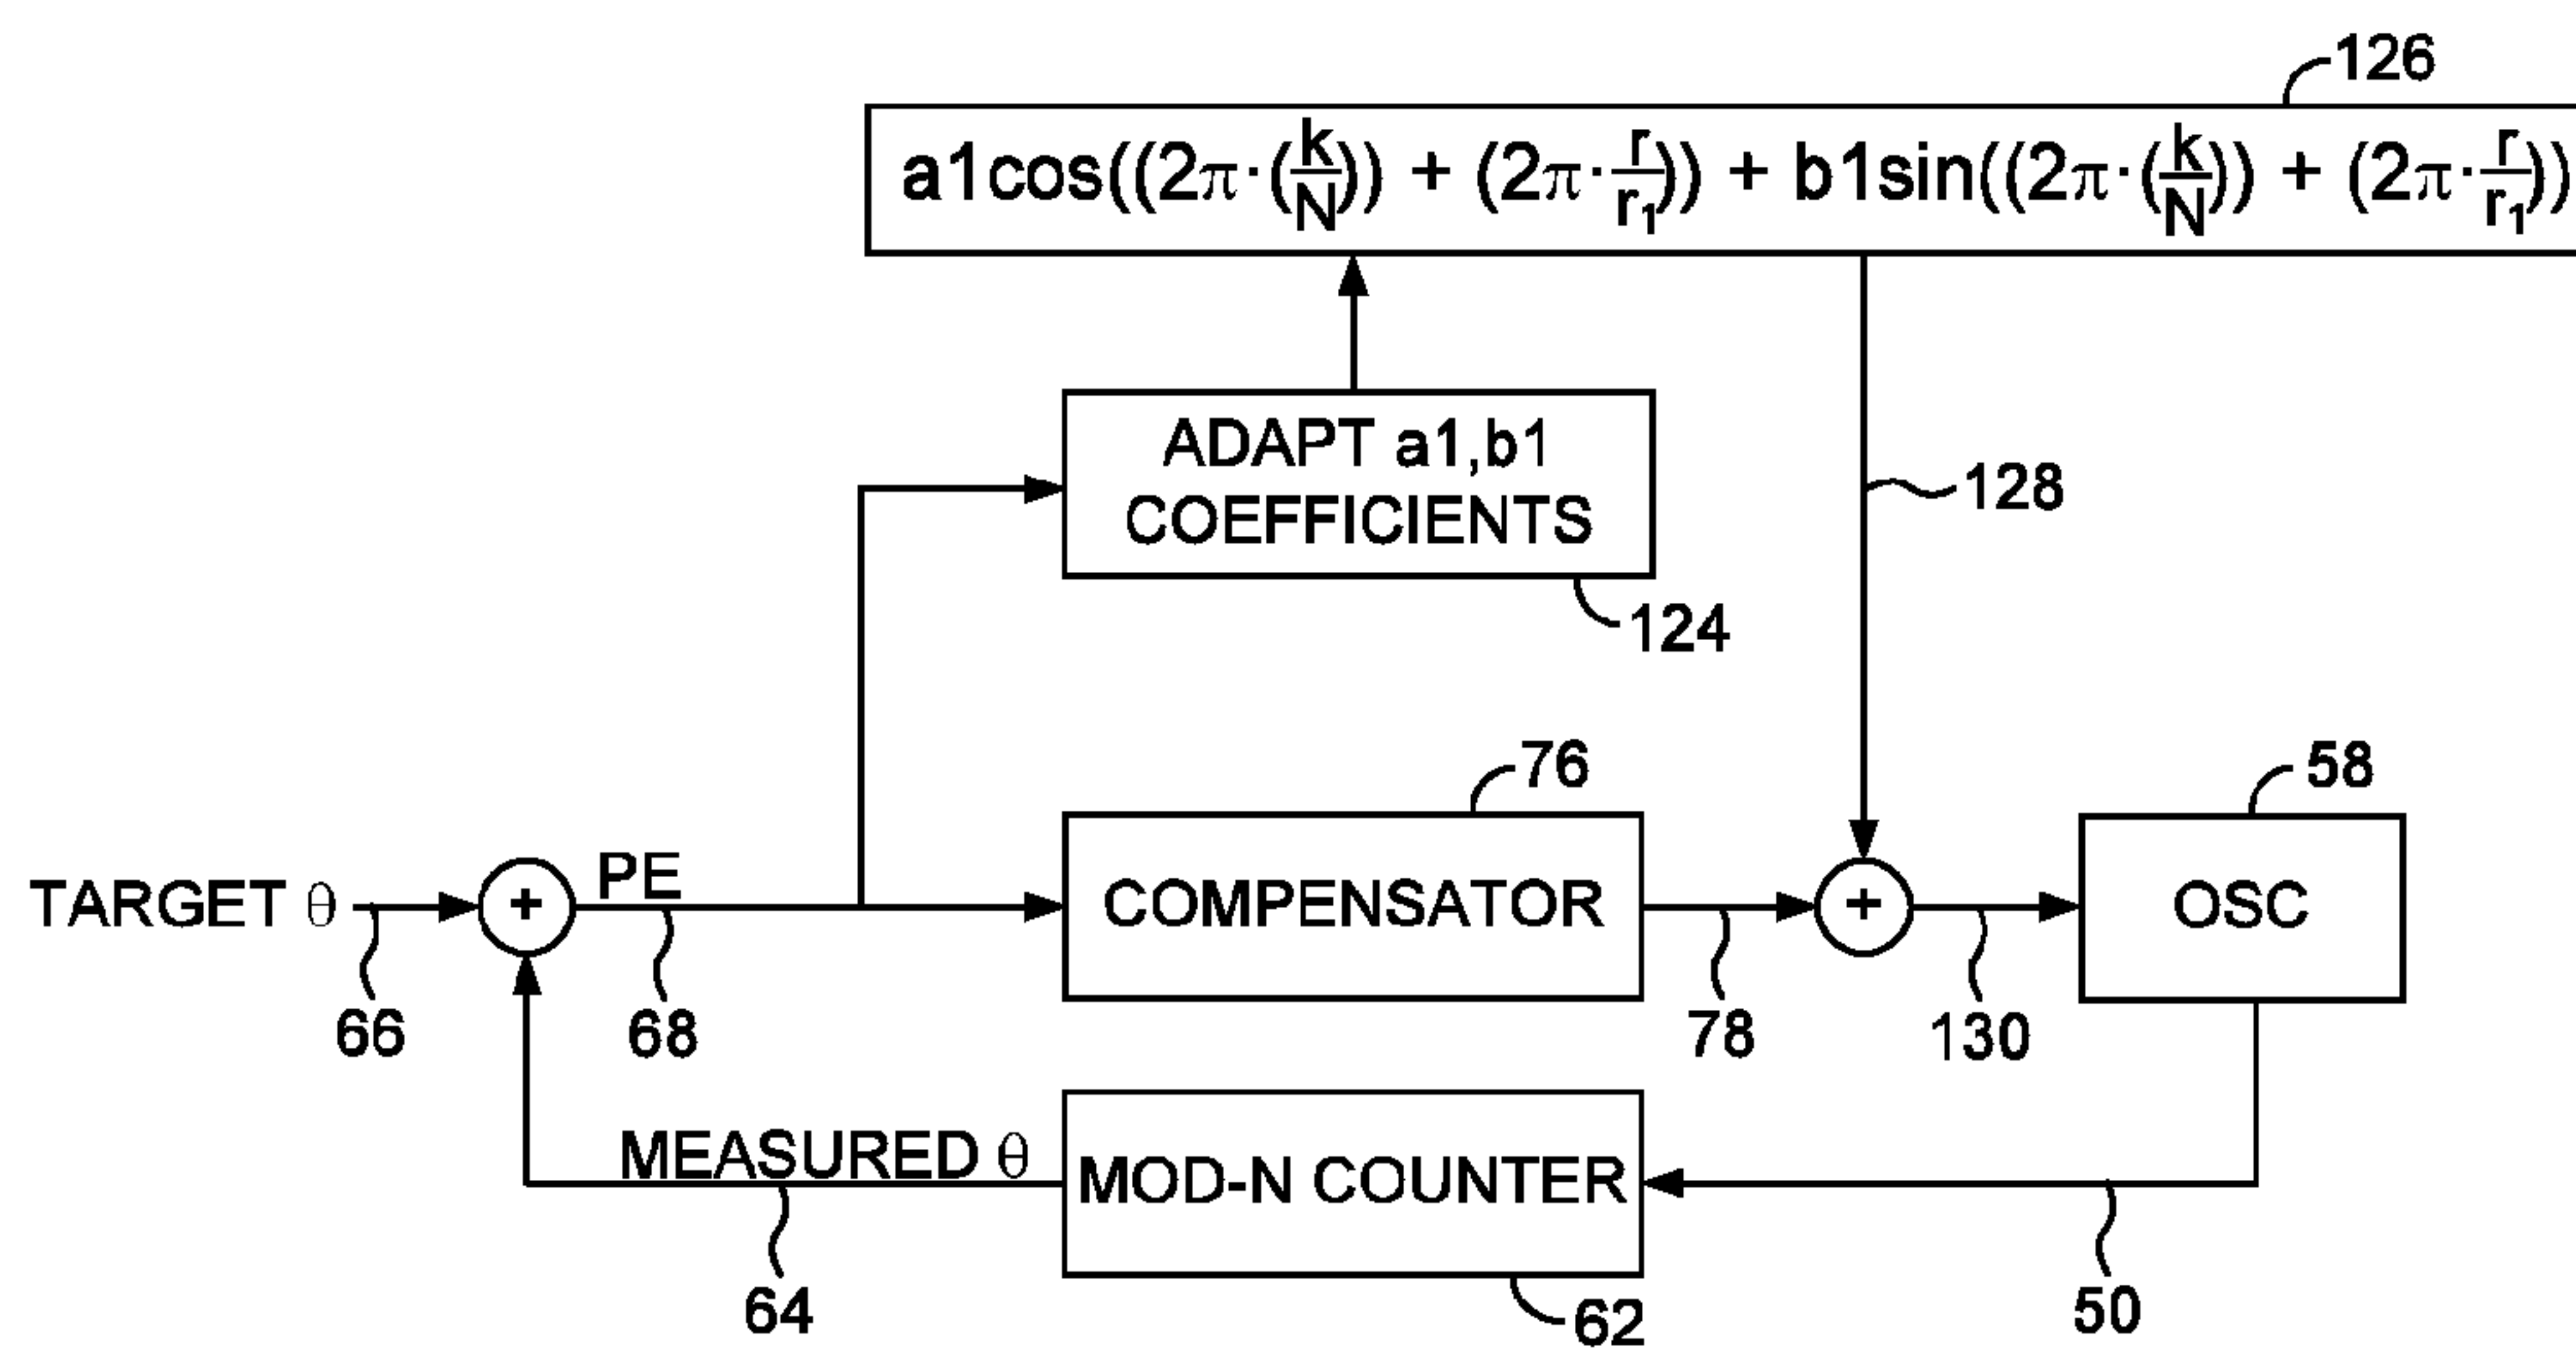 126
a1cos((2π·(k/N)) + (2π·r/r₁)) + b1sin((2π·(k/N)) + (2π·r/r₁))
ADAPT a1,b1
COEFFICIENTS
128
124
76
58
TARGET θ
+
PE
COMPENSATOR
+
OSC
66
68
78
130
MEASURED θ
MOD-N COUNTER
64
62
50